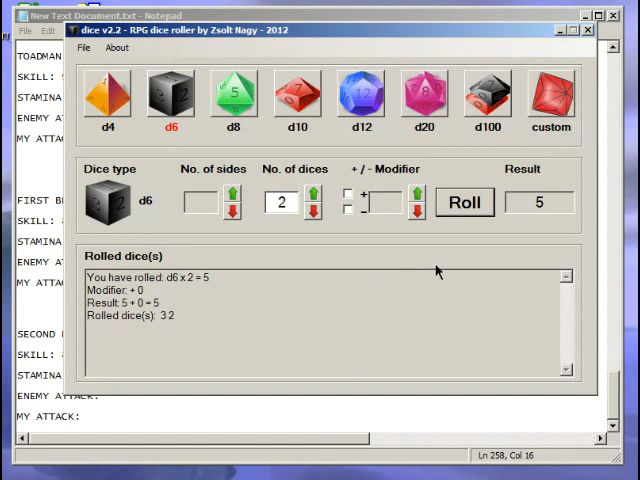 New Text Document.txt - Notepad
File Edit
dice v2.2 - RPG dice roller by Zsolt Nagy - 2012
File About
d4 d6 d8 d10 d12 d20 d100 custom
Dice type No. of sides No. of dices + / - Modifier Result
d6 2 + - Roll 5
Rolled dice(s)
You have rolled: d6 x 2 = 5
Modifier: + 0
Result: 5 + 0 = 5
Rolled dice(s): 3 2
TOADMAN
SKILL:
STAMINA
ENEMY A
MY ATTAC
FIRST B
SKILL:
STAMINA
ENEMY A
MY ATTAC
SECOND
SKILL:
STAMINA
ENEMY ATTACK:
MY ATTACK:
Ln 258, Col 16